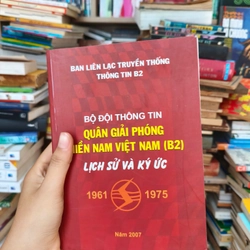 BAN LIÊN LẠC TRUYỀN THỐNG
THÔNG TIN B2
BỘ ĐỘI THÔNG TIN
QUÂN GIẢI PHÓNG
MIỀN NAM VIỆT NAM (B2)
LỊCH SỬ VÀ KÝ ỨC
1961 1975
Năm 2007